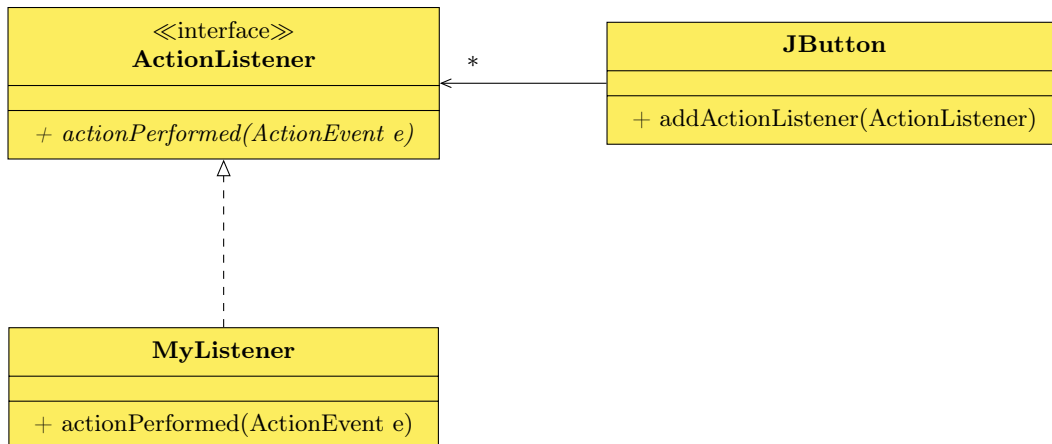 ≪interface≫
ActionListener
+ actionPerformed(ActionEvent e)
*
JButton
+ addActionListener(ActionListener)
MyListener
+ actionPerformed(ActionEvent e)